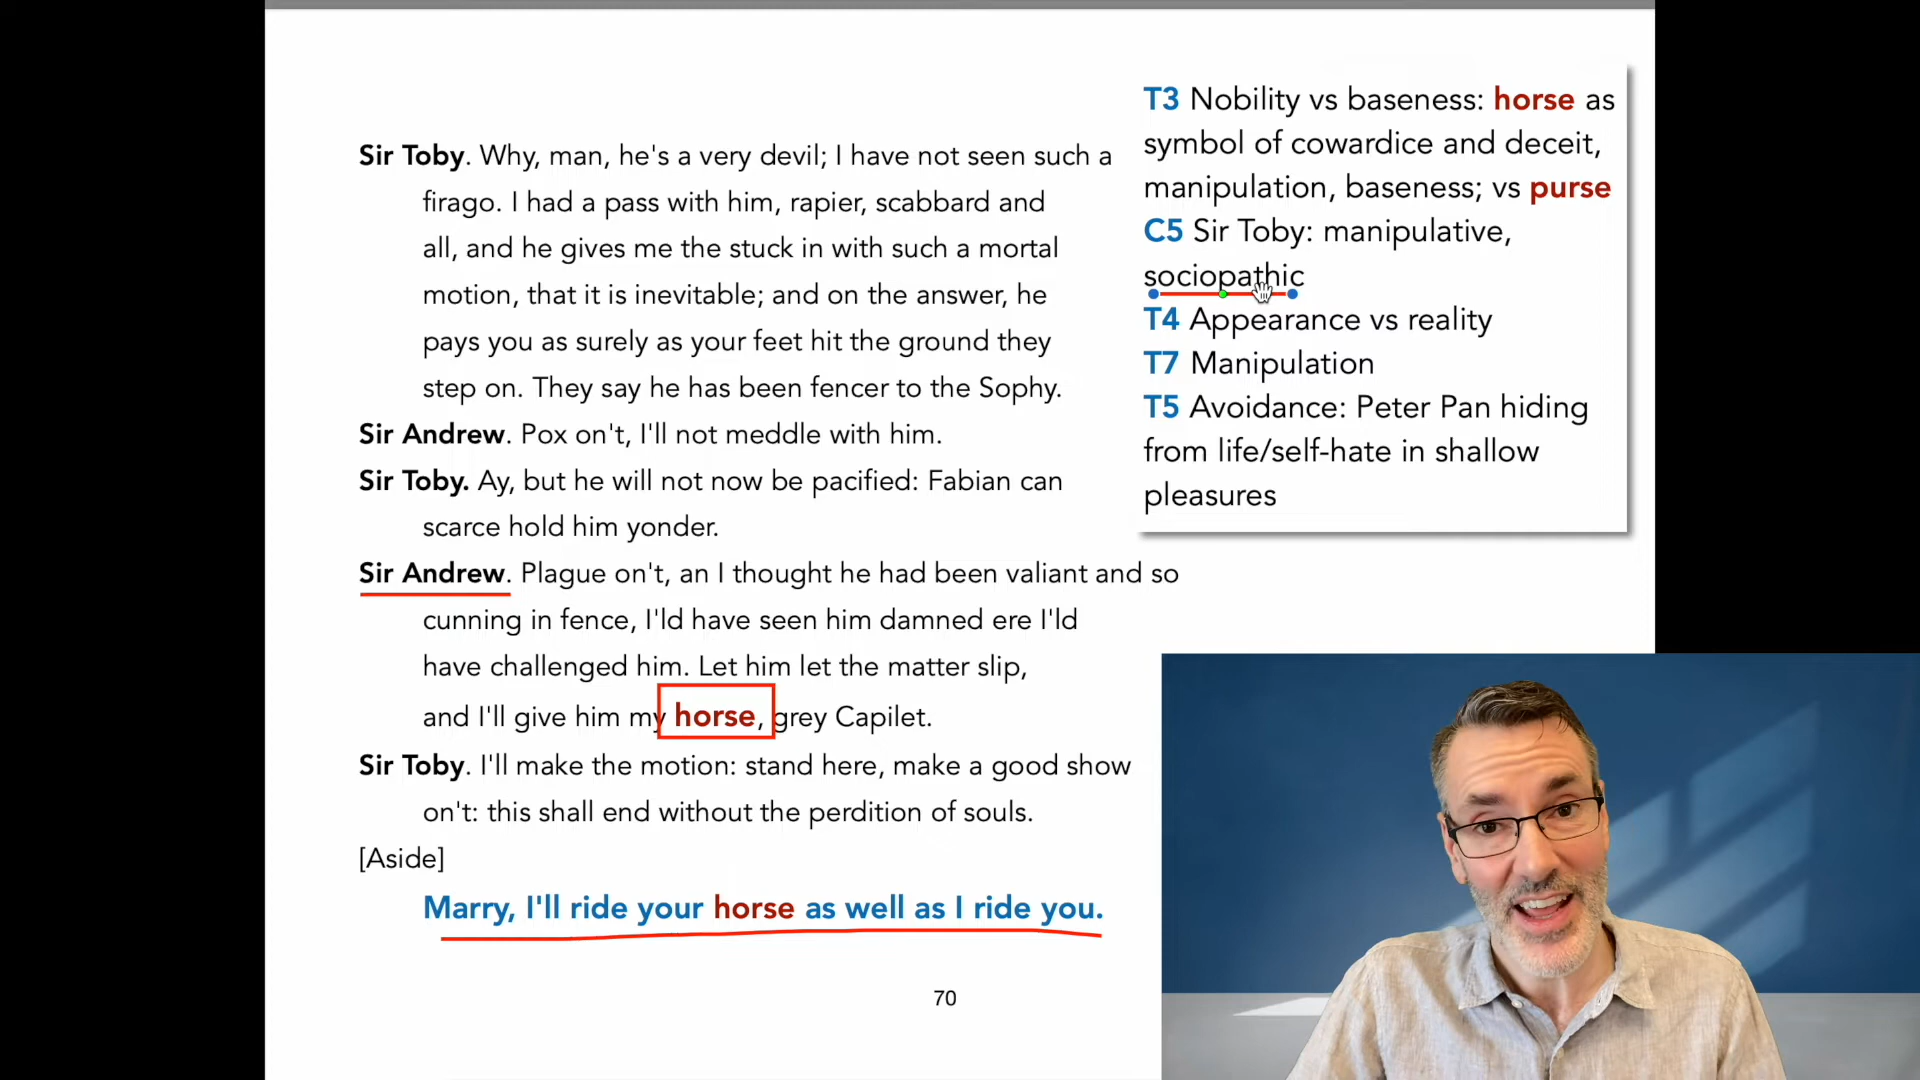 Sir Toby. Why, man, he's a very devil; I have not seen such a
firago. I had a pass with him, rapier, scabbard and
all, and he gives me the stuck in with such a mortal
motion, that it is inevitable; and on the answer, he
pays you as surely as your feet hit the ground they
step on. They say he has been fencer to the Sophy.
Sir Andrew. Pox on't, I'll not meddle with him.
Sir Toby. Ay, but he will not now be pacified: Fabian can
scarce hold him yonder.
Sir Andrew. Plague on't, an I thought he had been valiant and so
cunning in fence, I'ld have seen him damned ere I'ld
have challenged him. Let him let the matter slip,
and I'll give him my horse, grey Capilet.
Sir Toby. I'll make the motion: stand here, make a good show
on't: this shall end without the perdition of souls.
[Aside]
Marry, I'll ride your horse as well as I ride you.
70
T3 Nobility vs baseness: horse as
symbol of cowardice and deceit,
manipulation, baseness; vs purse
C5 Sir Toby: manipulative,
sociopathic
T4 Appearance vs reality
T7 Manipulation
T5 Avoidance: Peter Pan hiding
from life/self-hate in shallow
pleasures